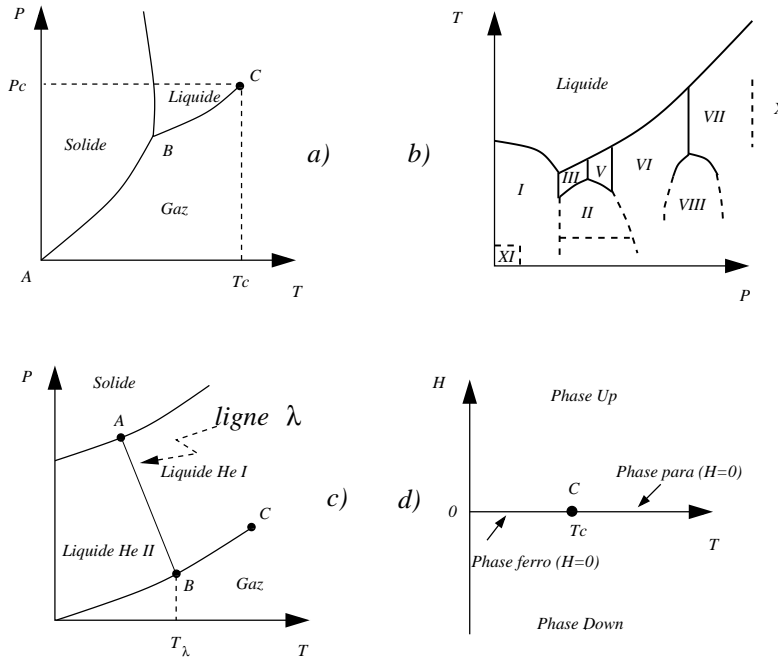 P
Pc
C
Liquide
Solide
B
Gaz
A
Tc
T
a)
T
Liquide
X
VII
III
V
VI
I
II
VIII
XI
P
b)
P
Solide
A
ligne λ
Liquide He I
C
Liquide He II
B
Gaz
T λ
T
c)
H
Phase Up
Phase para (H=0)
C
0
Tc
T
Phase ferro (H=0)
Phase Down
d)